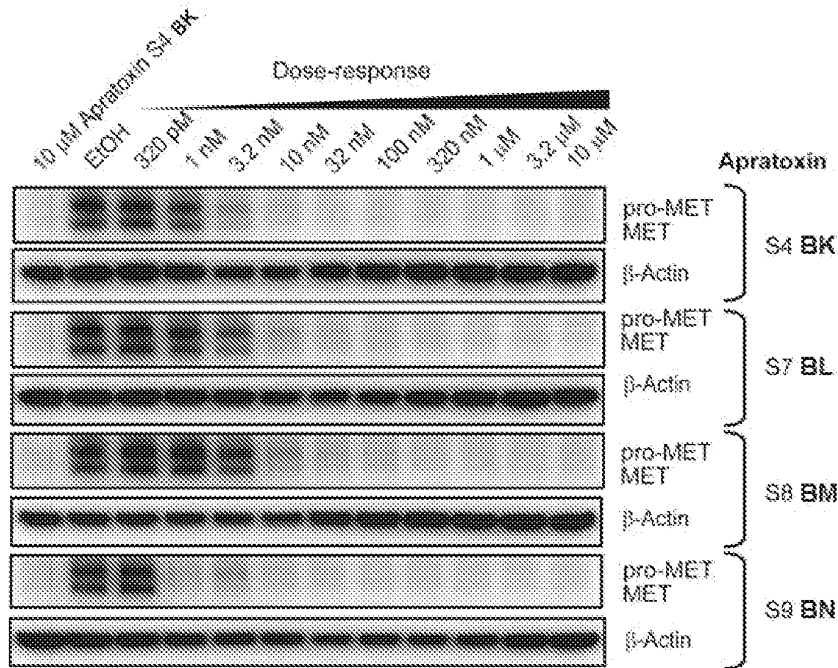 Dose-response
10 µM Apratoxin S4 BK
EtOH
320 pM
1 nM
3.2 nM
10 nM
32 nM
100 nM
320 nM
1 µM
3.2 µM
10 µM
Apratoxin
pro-MET
MET
S4 BK
β-Actin
pro-MET
MET
S7 BL
β-Actin
pro-MET
MET
S8 BM
β-Actin
pro-MET
MET
S9 BN
β-Actin